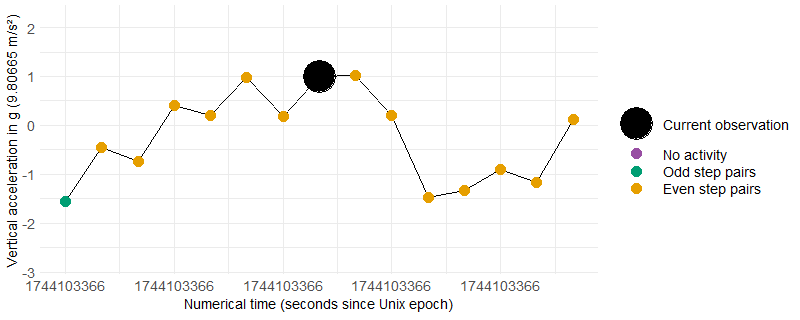 Vertical acceleration in g (9.80665 m/s²)
2
1
0
-1
-2
-3
1744103366 1744103366 1744103366 1744103366 1744103366
Numerical time (seconds since Unix epoch)
Current observation
No activity
Odd step pairs
Even step pairs